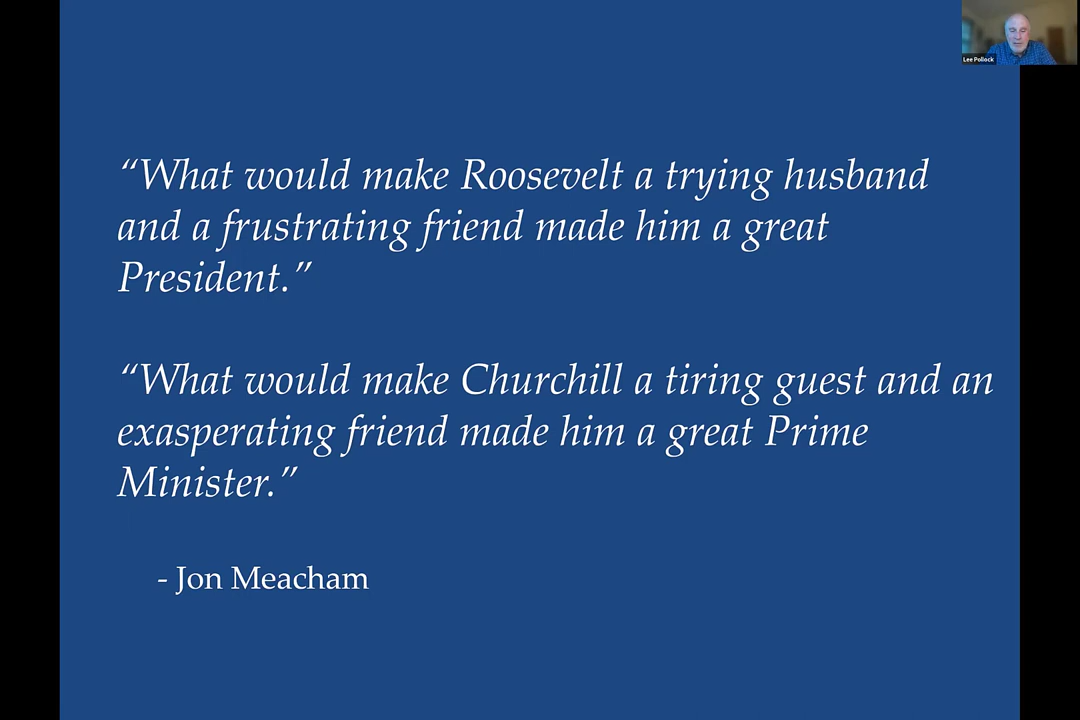 Lee Pollock
“What would make Roosevelt a trying husband
and a frustrating friend made him a great
President.”
“What would make Churchill a tiring guest and an
exasperating friend made him a great Prime
Minister.”
- Jon Meacham